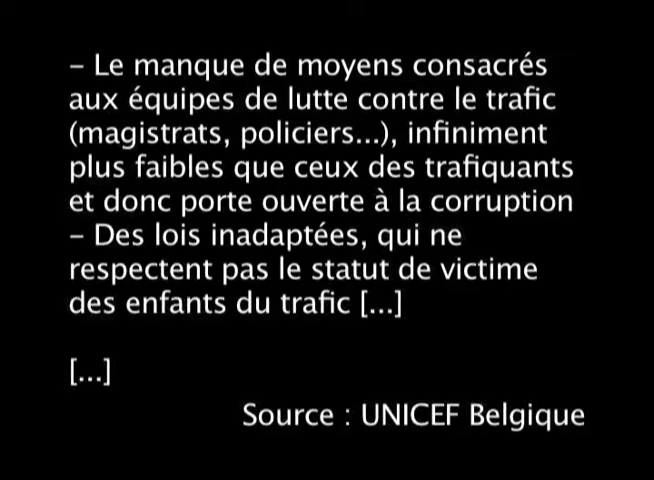 – Le manque de moyens consacrés
aux équipes de lutte contre le trafic
(magistrats, policiers...), infiniment
plus faibles que ceux des trafiquants
et donc porte ouverte à la corruption
– Des lois inadaptées, qui ne
respectent pas le statut de victime
des enfants du trafic [...]
[...]
Source : UNICEF Belgique